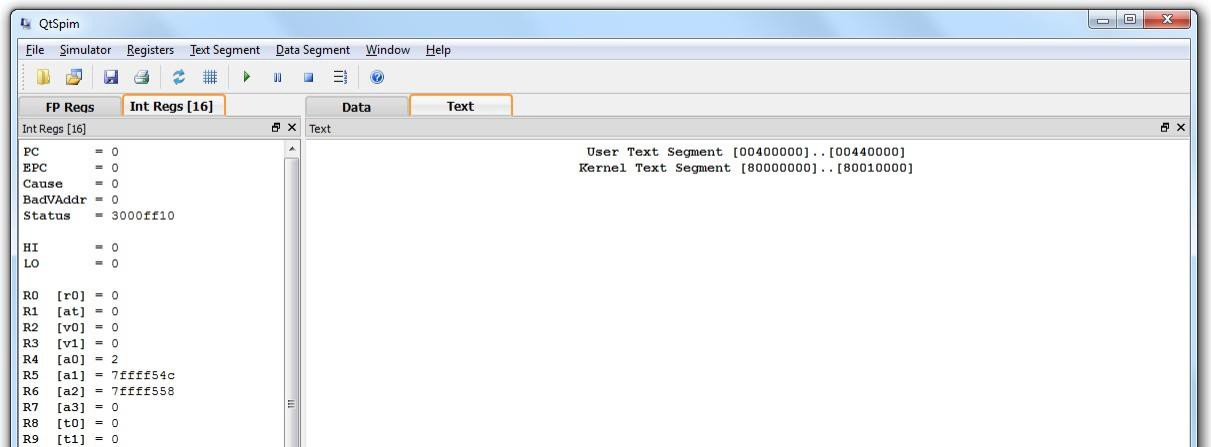 QtSpim
File Simulator Registers Text Segment Data Segment Window Help
FP Regs Int Regs [16] Data Text
Int Regs [16] Text
PC = 0
EPC = 0
Cause = 0
BadVAddr = 0
Status = 3000ff10
HI = 0
LO = 0
R0 [r0] = 0
R1 [at] = 0
R2 [v0] = 0
R3 [v1] = 0
R4 [a0] = 2
R5 [a1] = 7ffff54c
R6 [a2] = 7ffff558
R7 [a3] = 0
R8 [t0] = 0
R9 [t1] = 0
User Text Segment [00400000]..[00440000]
Kernel Text Segment [80000000]..[80010000]